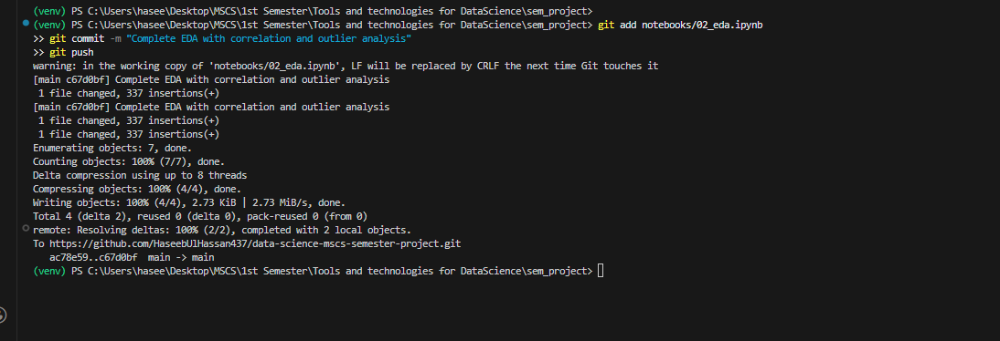 (venv) PS C:\Users\hasee\Desktop\MSCS\1st Semester\Tools and technologies for DataScience\sem_project>
(venv) PS C:\Users\hasee\Desktop\MSCS\1st Semester\Tools and technologies for DataScience\sem_project> git add notebooks/02_eda.ipynb
>> git commit -m "Complete EDA with correlation and outlier analysis"
>> git push
warning: in the working copy of 'notebooks/02_eda.ipynb', LF will be replaced by CRLF the next time Git touches it
[main c67d0bf] Complete EDA with correlation and outlier analysis
 1 file changed, 337 insertions(+)
[main c67d0bf] Complete EDA with correlation and outlier analysis
 1 file changed, 337 insertions(+)
 1 file changed, 337 insertions(+)
Enumerating objects: 7, done.
Counting objects: 100% (7/7), done.
Delta compression using up to 8 threads
Compressing objects: 100% (4/4), done.
Writing objects: 100% (4/4), 2.73 KiB | 2.73 MiB/s, done.
Total 4 (delta 2), reused 0 (delta 0), pack-reused 0 (from 0)
remote: Resolving deltas: 100% (2/2), completed with 2 local objects.
To https://github.com/HaseebUlHassan437/data-science-mscs-semester-project.git
   ac78e59..c67d0bf  main -> main
(venv) PS C:\Users\hasee\Desktop\MSCS\1st Semester\Tools and technologies for DataScience\sem_project>